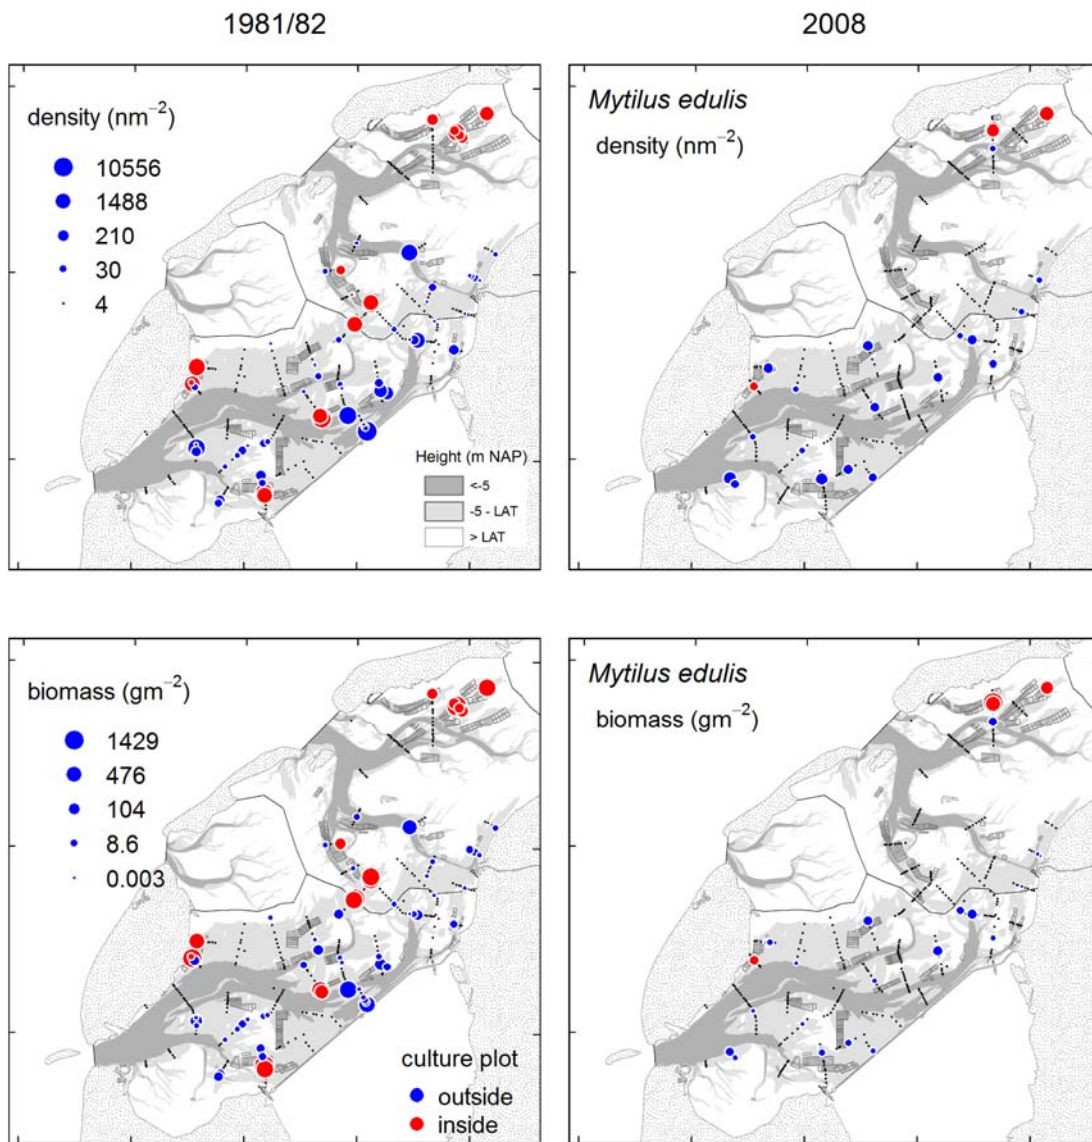 1981/82
2008
density (nm⁻²)
10556
1488
210
30
4
Height (m NAP)
<-5
-5 - LAT
> LAT
Mytilus edulis
density (nm⁻²)
biomass (gm⁻²)
1429
476
104
8.6
0.003
culture plot
outside
inside
Mytilus edulis
biomass (gm⁻²)